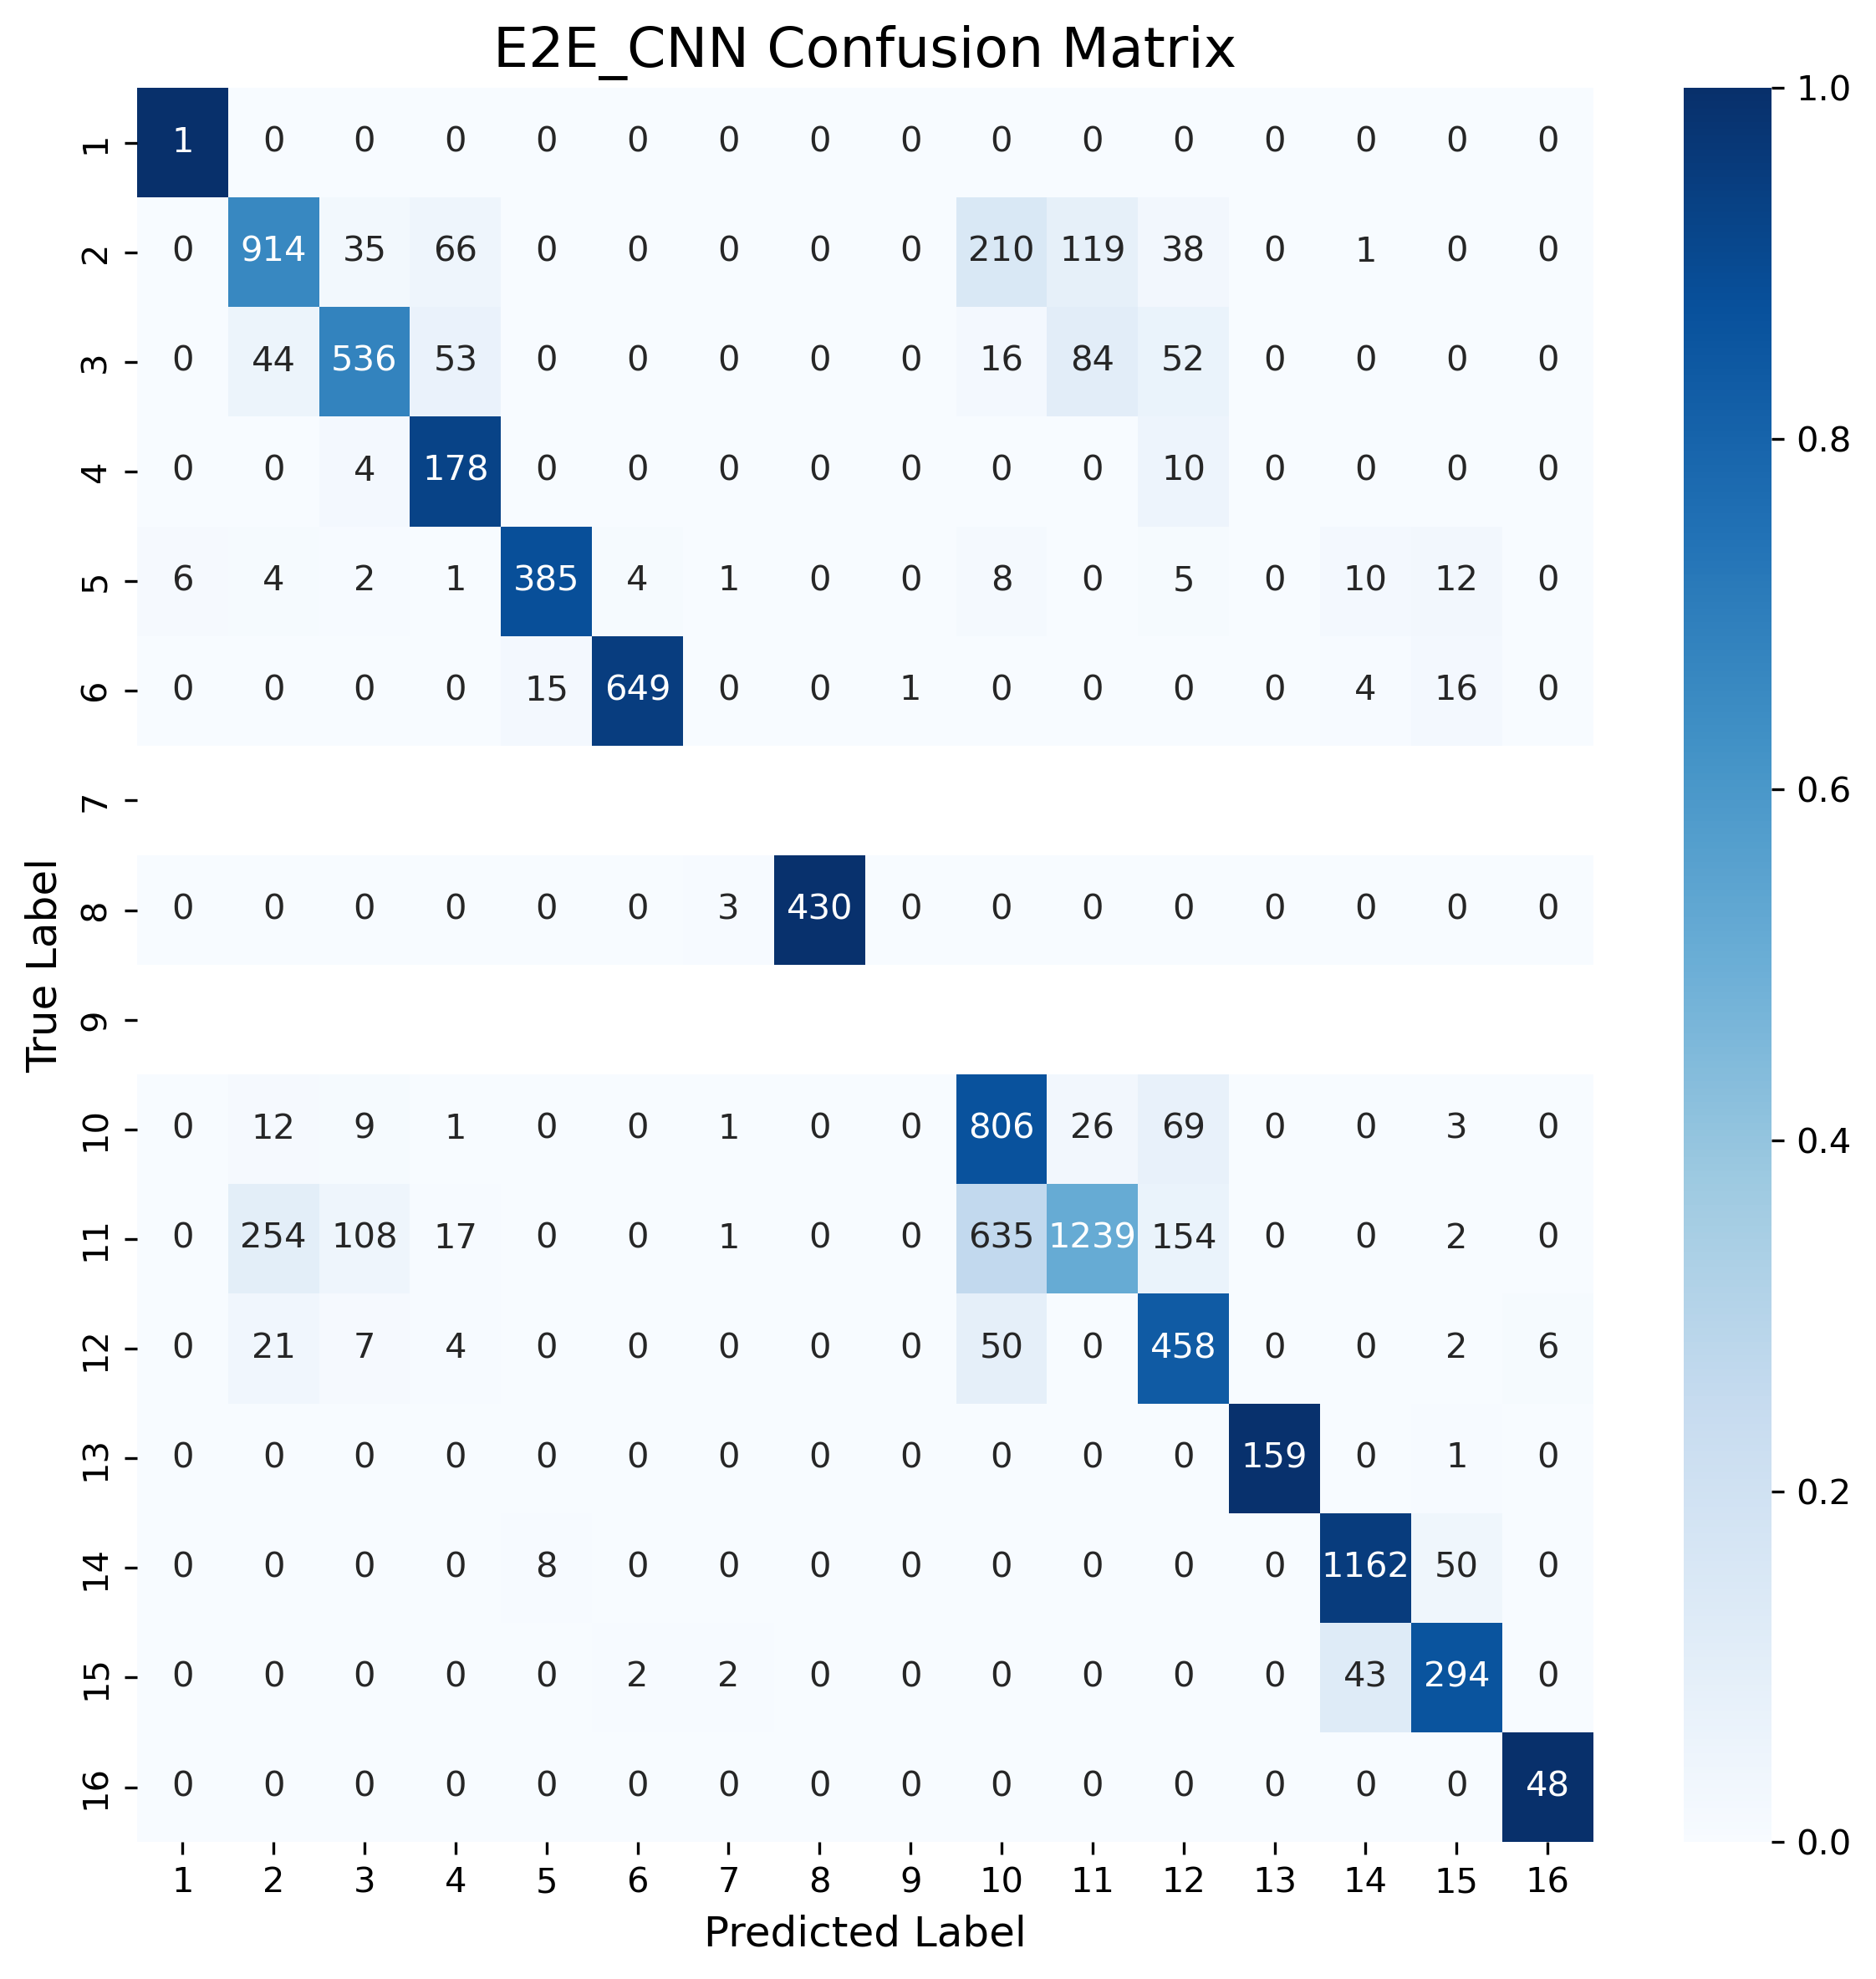 E2E_CNN Confusion Matrix
1 1 0 0 0 0 0 0 0 0 0 0 0 0 0 0 0
2 0 914 35 66 0 0 0 0 0 210 119 38 0 1 0 0
3 0 44 536 53 0 0 0 0 0 16 84 52 0 0 0 0
4 0 0 4 178 0 0 0 0 0 0 0 10 0 0 0 0
5 6 4 2 1 385 4 1 0 0 8 0 5 0 10 12 0
6 0 0 0 0 15 649 0 0 1 0 0 0 0 4 16 0
7
8 0 0 0 0 0 0 3 430 0 0 0 0 0 0 0 0
9
10 0 12 9 1 0 0 1 0 0 806 26 69 0 0 3 0
11 0 254 108 17 0 0 1 0 0 635 1239 154 0 0 2 0
12 0 21 7 4 0 0 0 0 0 50 0 458 0 0 2 6
13 0 0 0 0 0 0 0 0 0 0 0 0 159 0 1 0
14 0 0 0 0 8 0 0 0 0 0 0 0 0 1162 50 0
15 0 0 0 0 0 2 2 0 0 0 0 0 0 43 294 0
16 0 0 0 0 0 0 0 0 0 0 0 0 0 0 0 48
1 2 3 4 5 6 7 8 9 10 11 12 13 14 15 16
Predicted Label
True Label
1.0
0.8
0.6
0.4
0.2
0.0